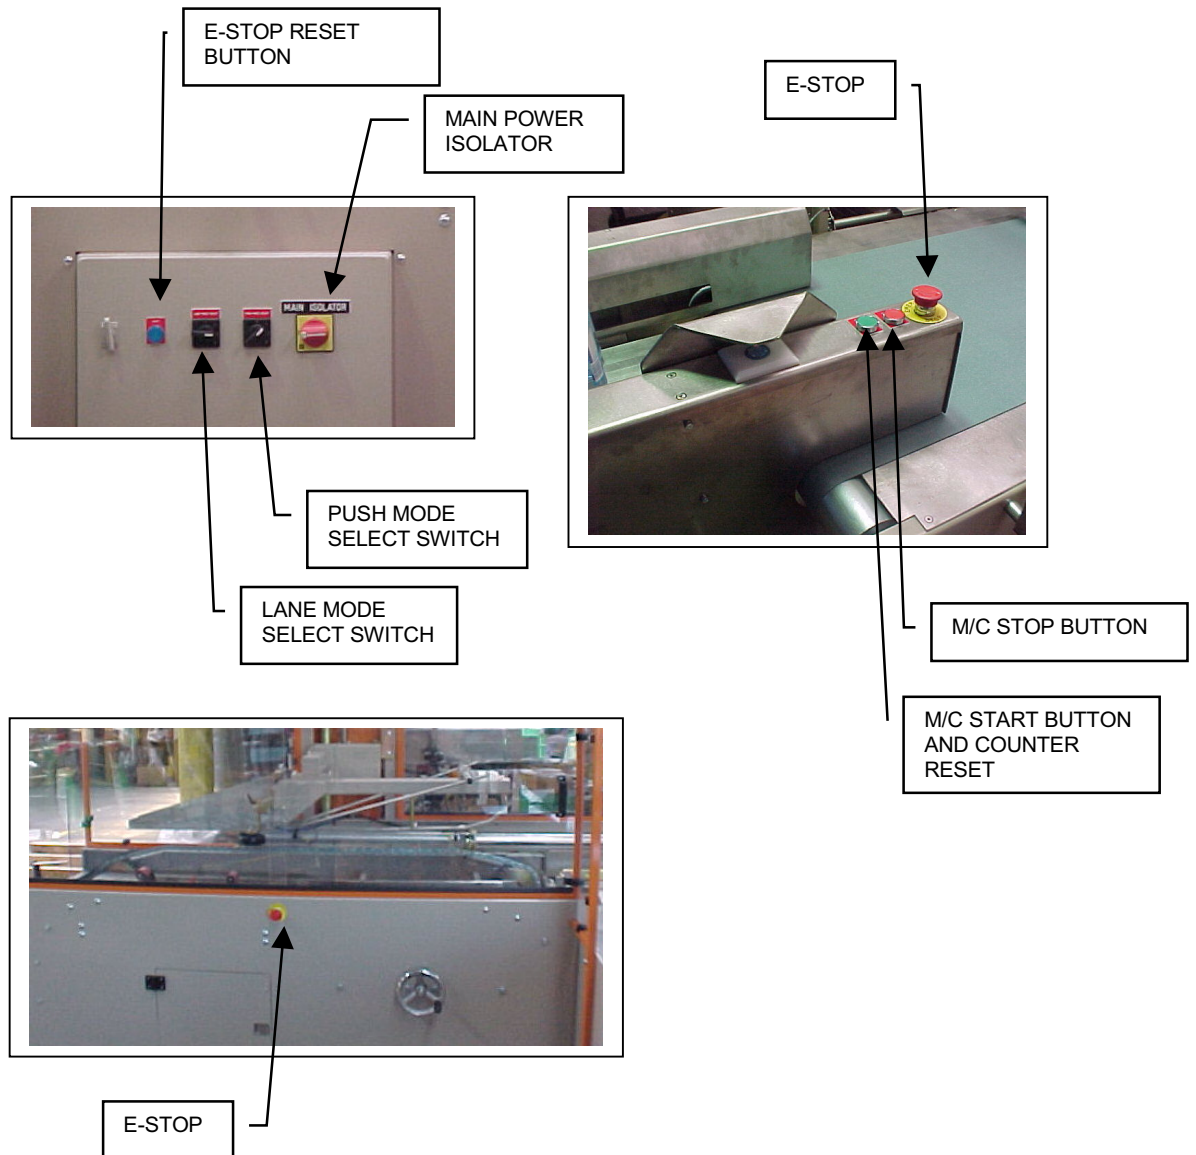 E-STOP RESET
BUTTON
MAIN POWER
ISOLATOR
E-STOP
MAIN ISOLATOR
PUSH MODE
SELECT SWITCH
LANE MODE
SELECT SWITCH
M/C STOP BUTTON
M/C START BUTTON
AND COUNTER
RESET
E-STOP